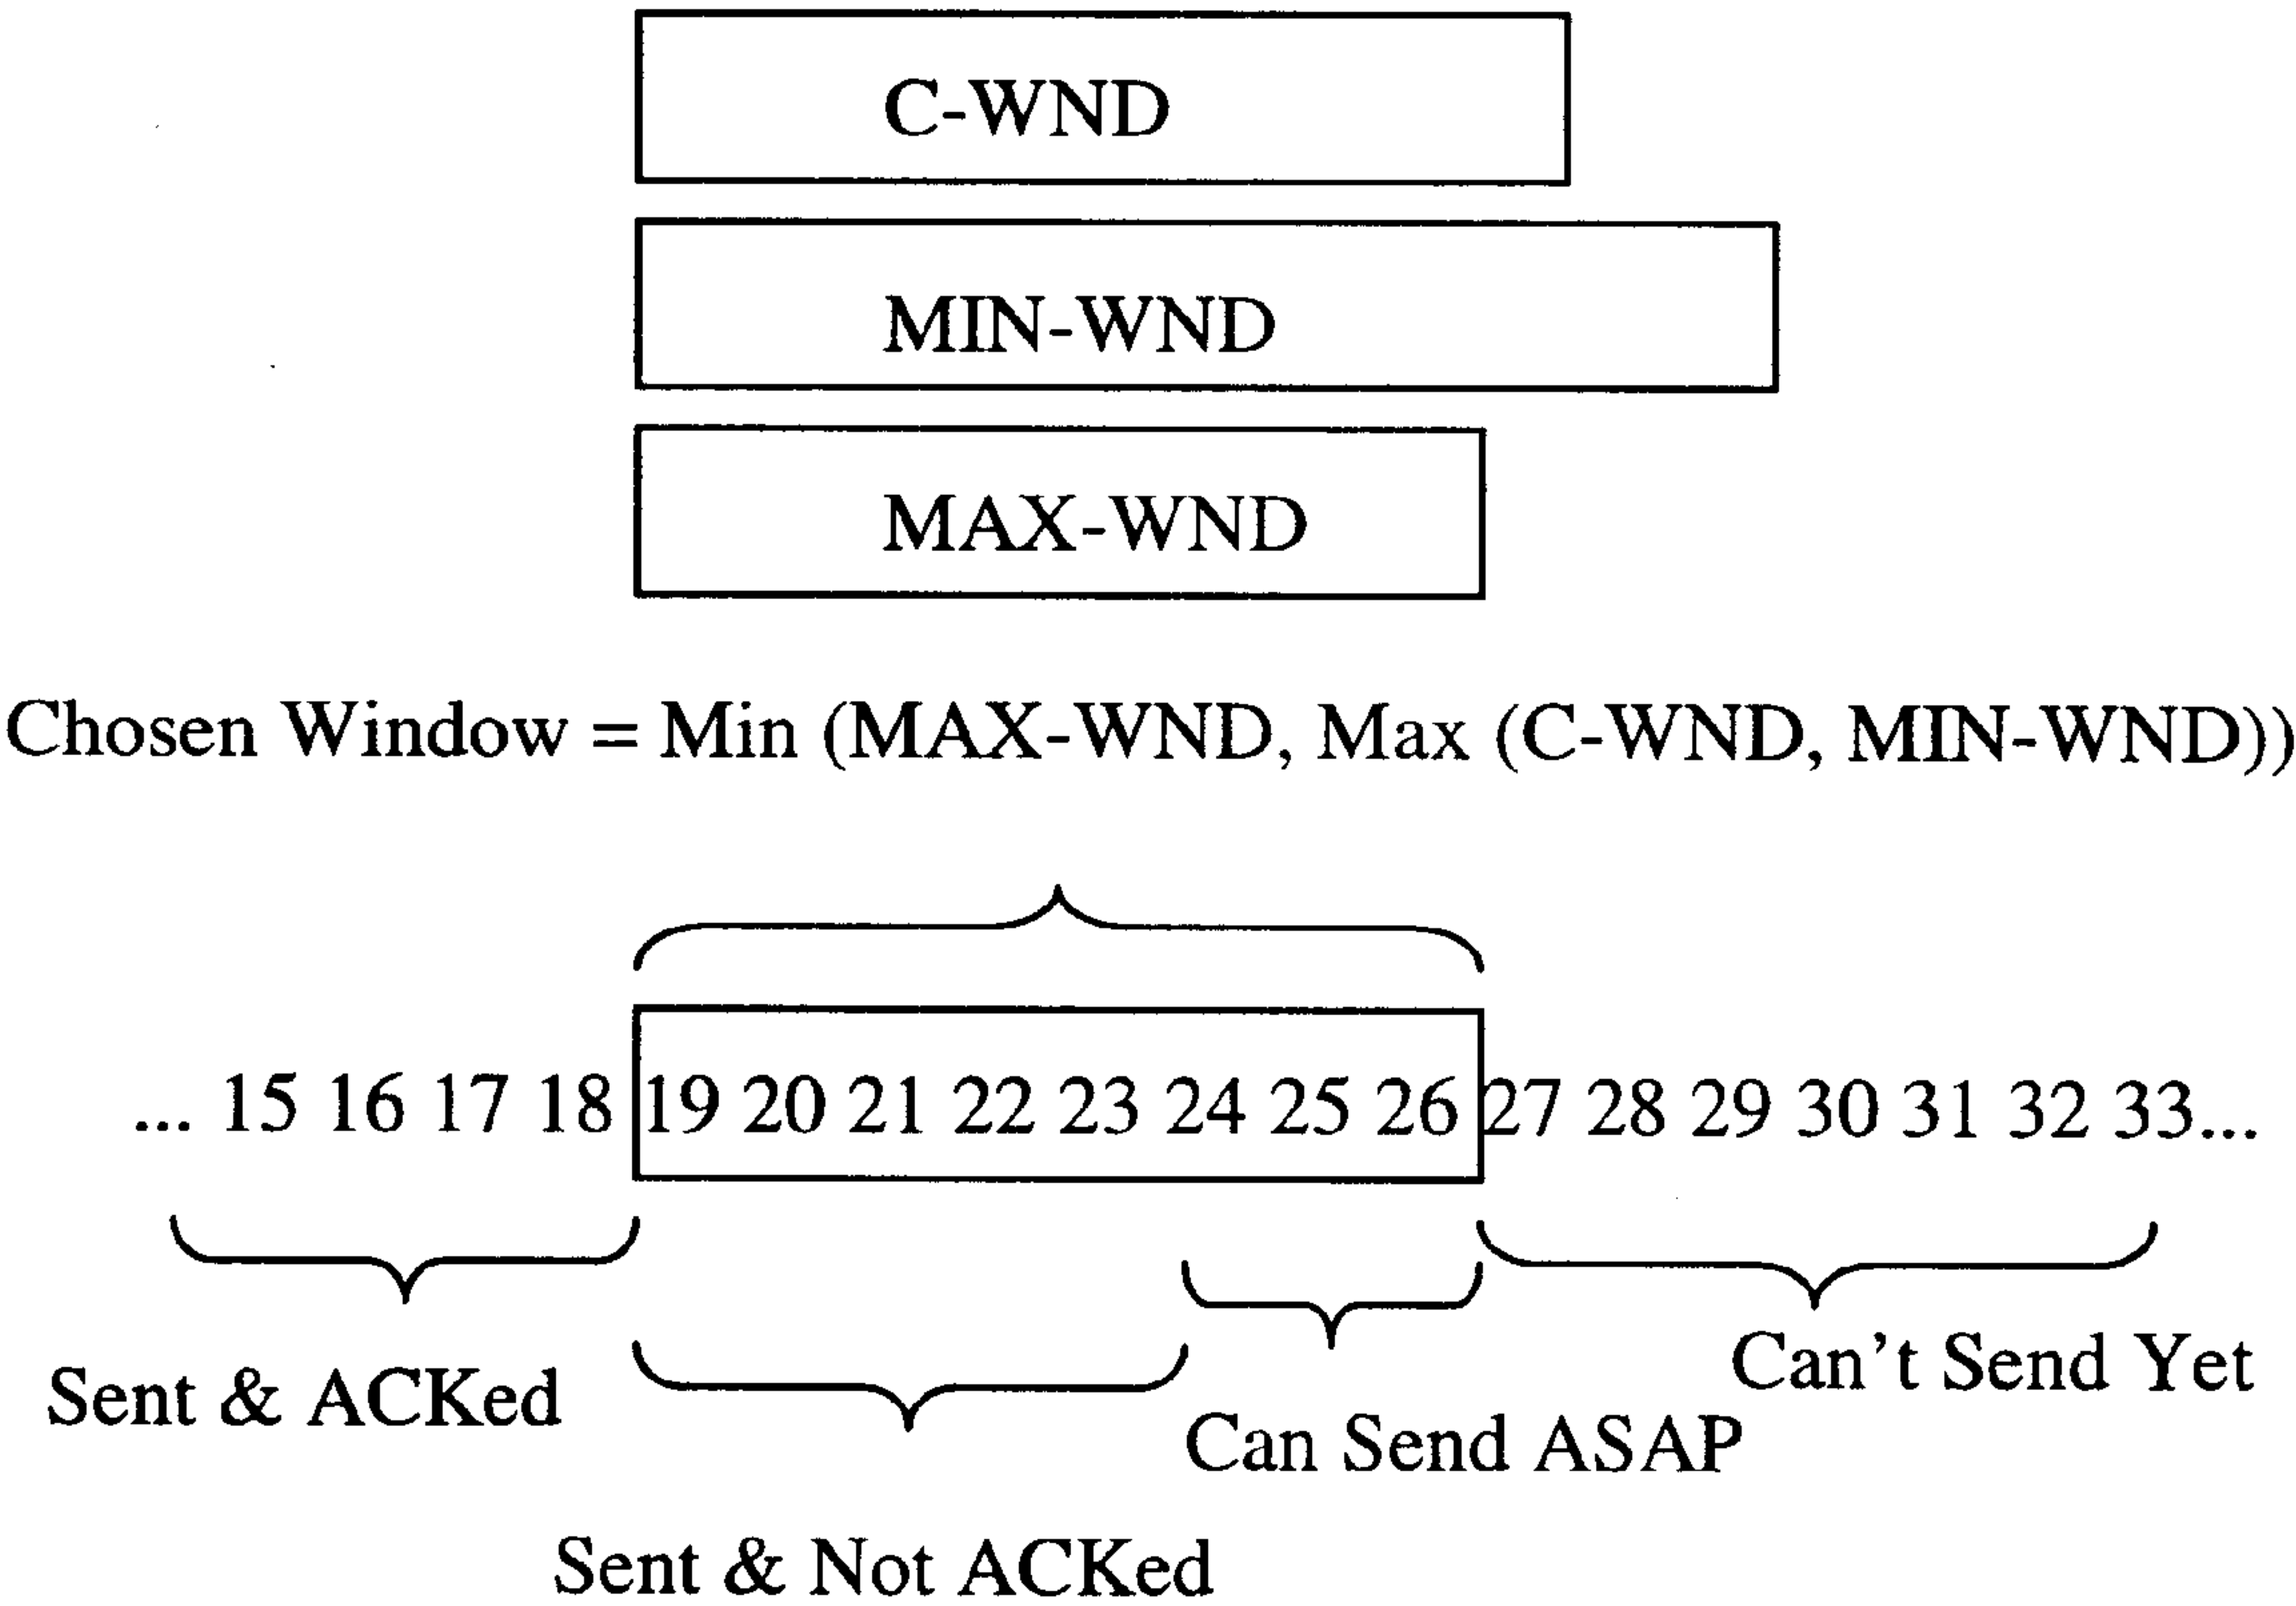 C-WND
MIN-WND
MAX-WND
Chosen Window = Min (MAX-WND, Max (C-WND, MIN-WND))
... 15 16 17 18 19 20 21 22 23 24 25 26 27 28 29 30 31 32 33...
Sent & ACKed
Can't Send Yet
Can Send ASAP
Sent & Not ACKed